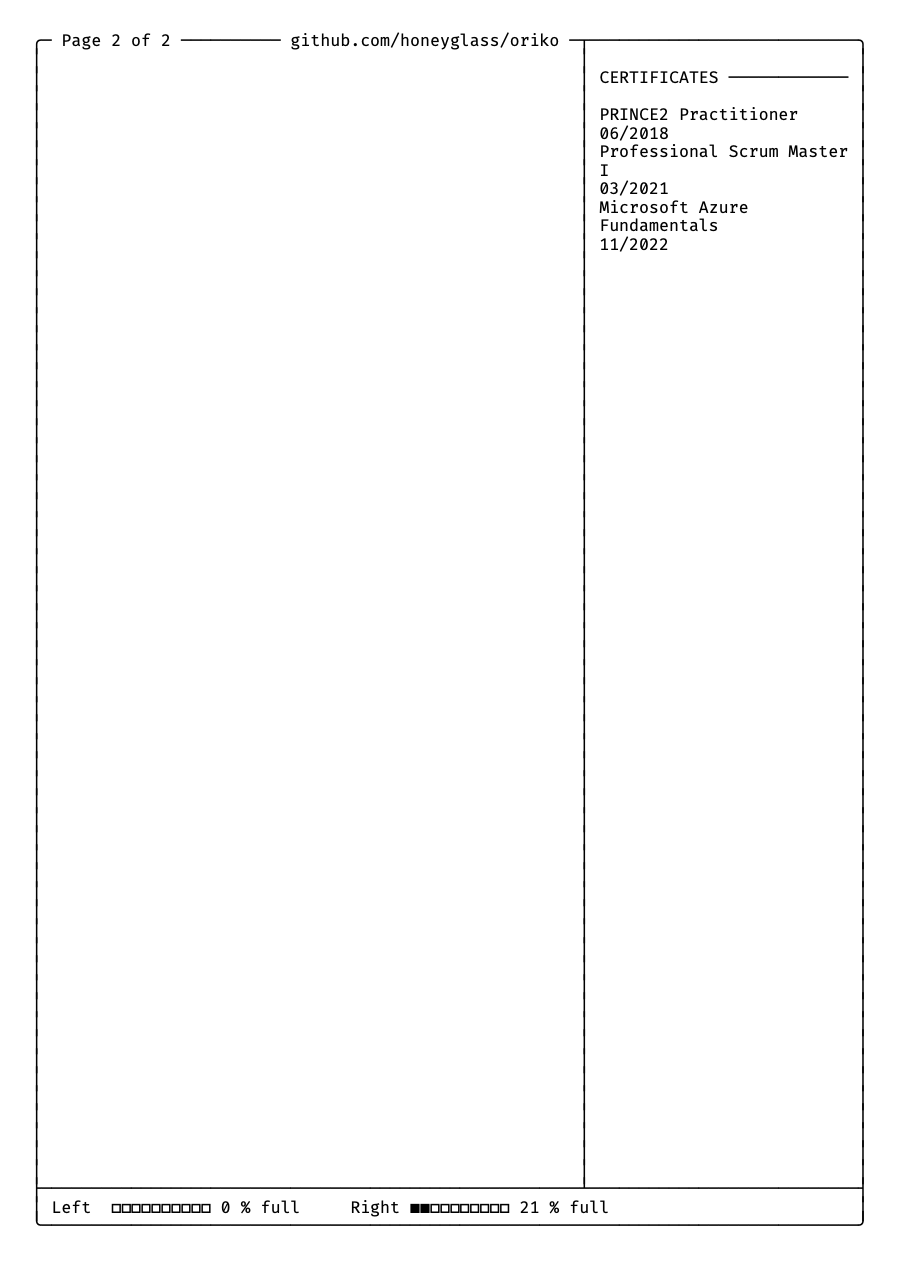 Page 2 of 2
github.com/honeyglass/oriko
CERTIFICATES
PRINCE2 Practitioner
06/2018
Professional Scrum Master
I
03/2021
Microsoft Azure
Fundamentals
11/2022
Left □□□□□□□□□□ 0 % full Right ■■□□□□□□□□ 21 % full